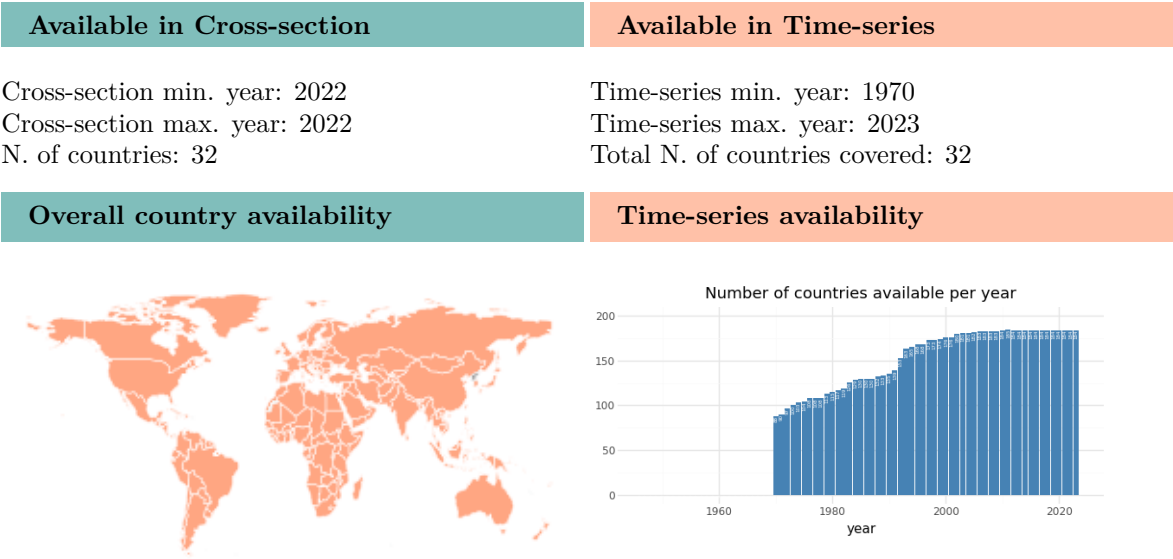 Available in Cross-section
Available in Time-series
Cross-section min. year: 2022
Cross-section max. year: 2022
N. of countries: 32
Time-series min. year: 1970
Time-series max. year: 2023
Total N. of countries covered: 32
Overall country availability
Time-series availability
Number of countries available per year
200
150
100
50
0
1960
1980
2000
2020
year